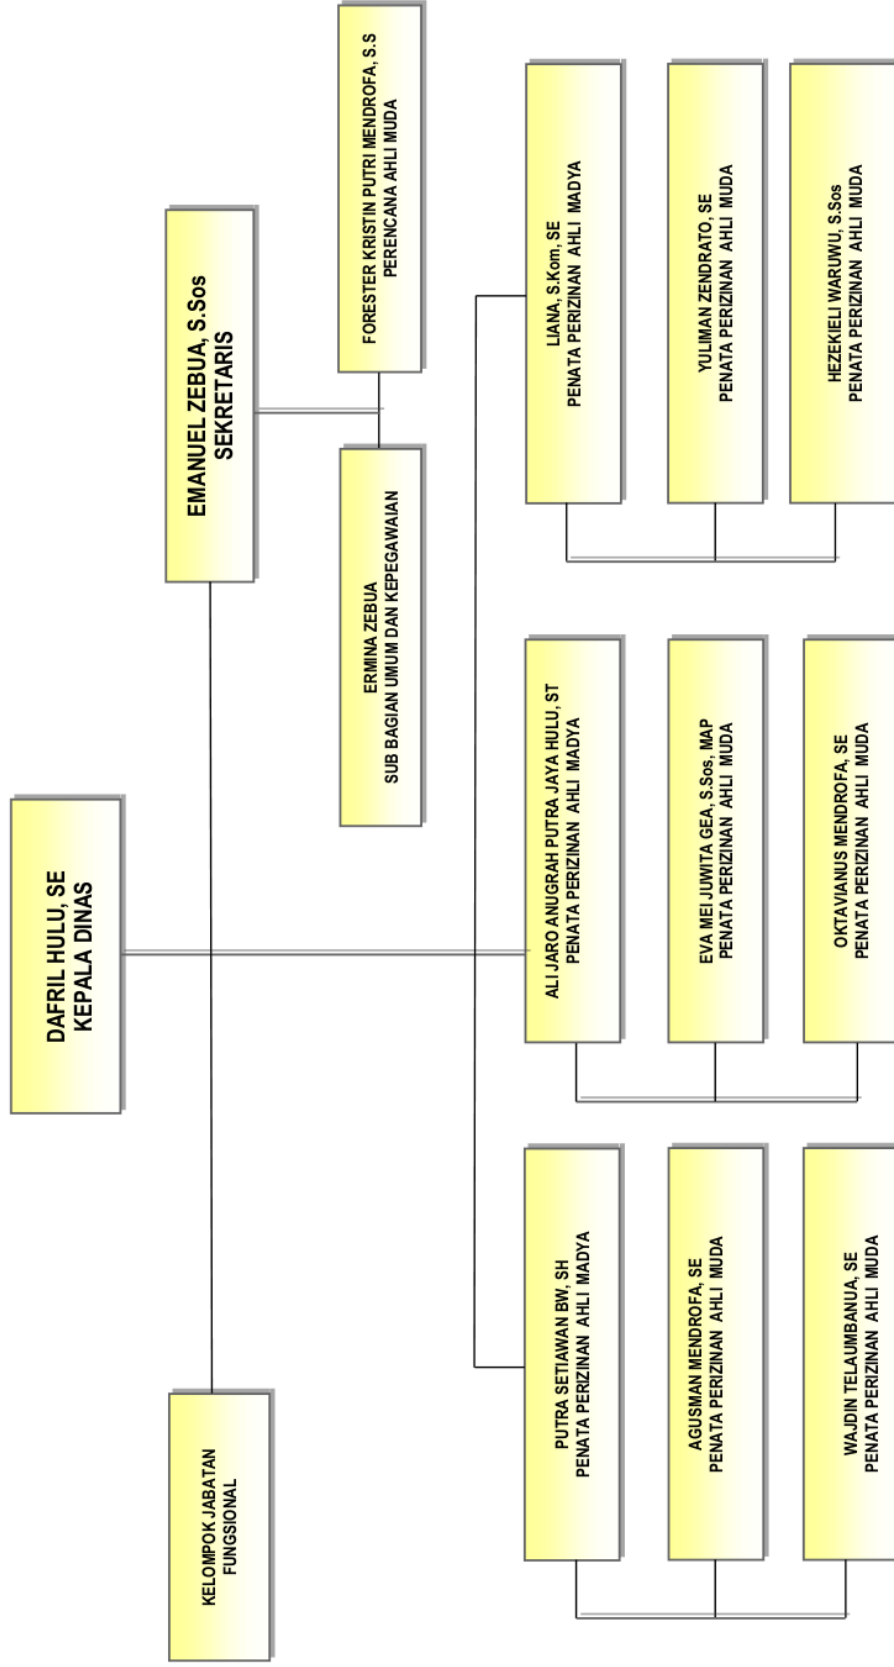 DAFRIL HULU, SE
KEPALA DINAS
KELOMPOK JABATAN
FUNGSIONAL
EMANUEL ZEBUA, S.Sos
SEKRETARIS
ERMINA ZEBUA
SUB BAGIAN UMUM DAN KEPEGAWAIAN
FORESTER KRISTIN PUTRI MENDROFA, S.S
PERENCANA AHLI MUDA
PUTRA SETIAWAN BW, SH
PENATA PERIZINAN AHLI MADYA
ALI JARO ANUGRAH PUTRA JAYA HULU, ST
PENATA PERIZINAN AHLI MADYA
LIANA, S.Kom, SE
PENATA PERIZINAN AHLI MADYA
AGUSMAN MENDROFA, SE
PENATA PERIZINAN AHLI MUDA
EVA MEI JUWITA GEA, S.Sos, MAP
PENATA PERIZINAN AHLI MUDA
YULIMAN ZENDRATO, SE
PENATA PERIZINAN AHLI MUDA
WAJDIN TELAUMBANUA, SE
PENATA PERIZINAN AHLI MUDA
OKTAVIANUS MENDROFA, SE
PENATA PERIZINAN AHLI MUDA
HEZEKIELI WARUWU, S.Sos
PENATA PERIZINAN AHLI MUDA